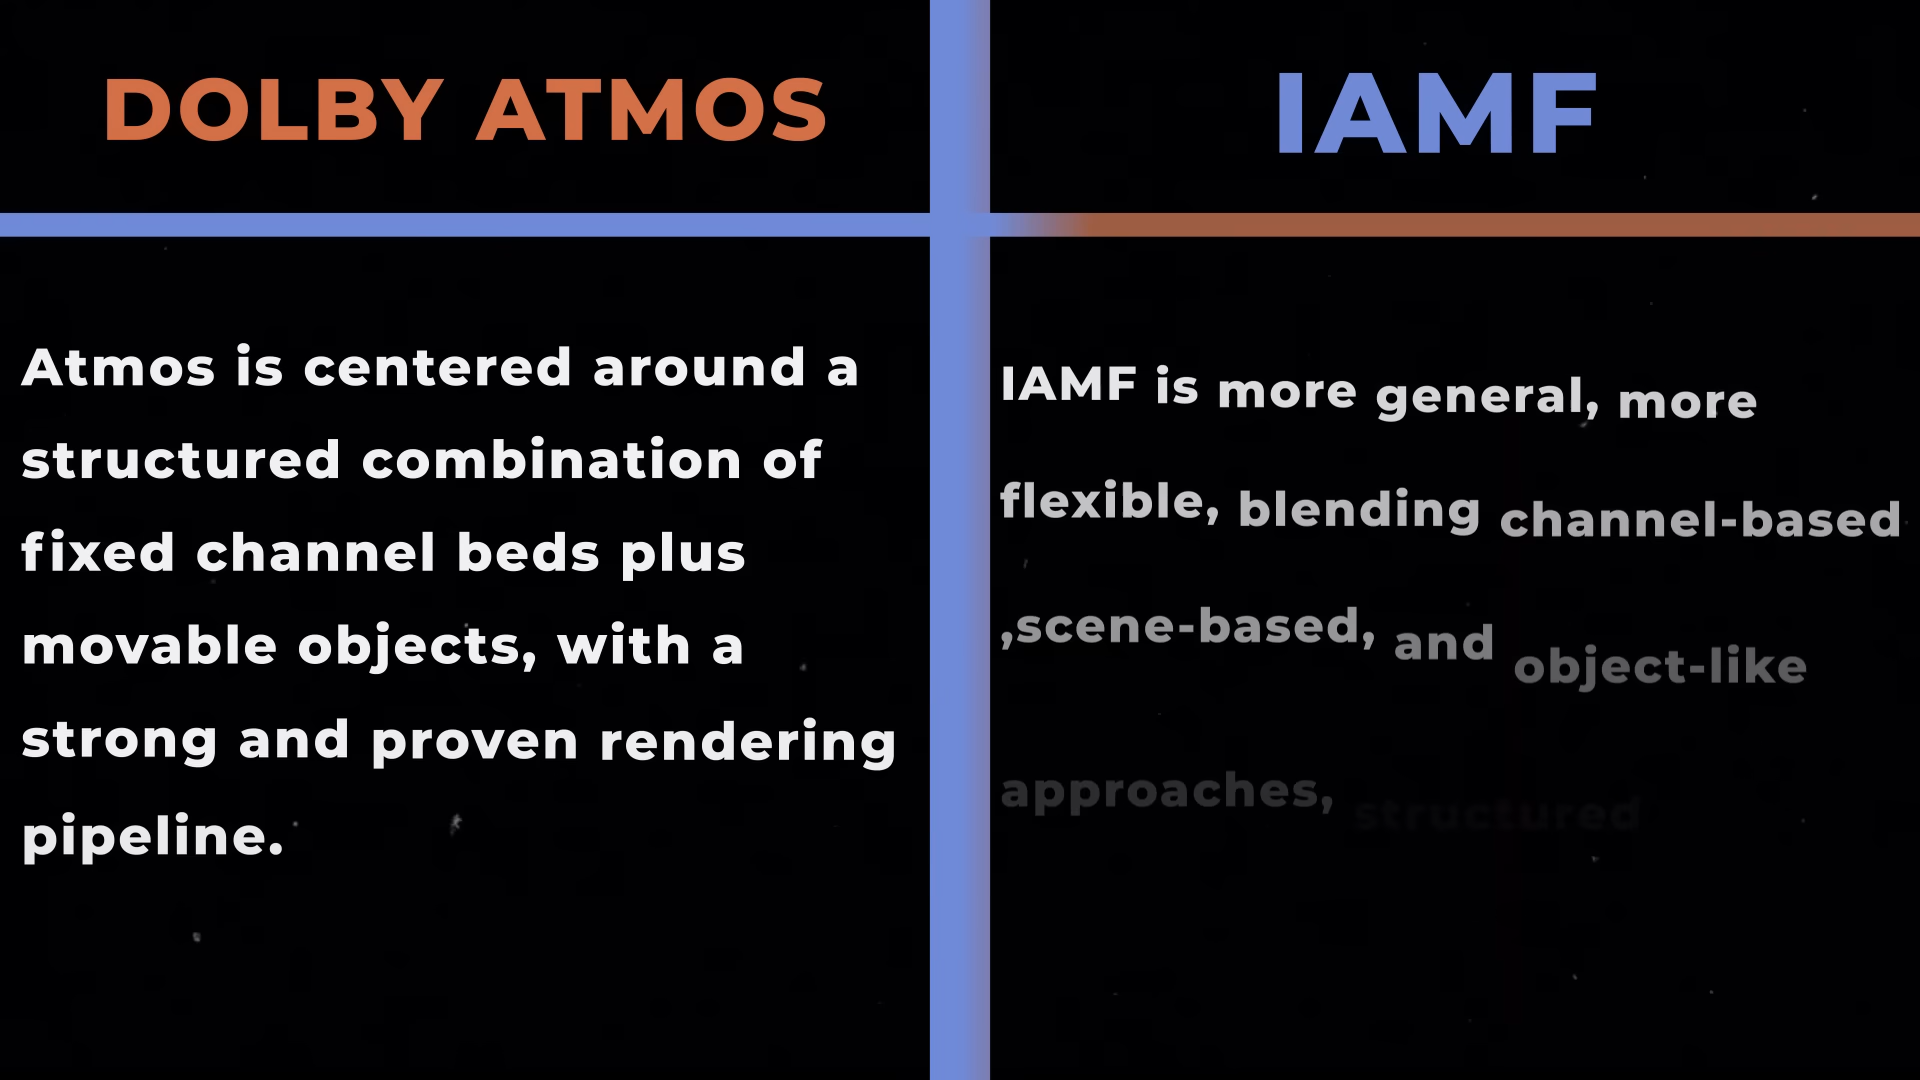 DOLBY ATMOS
Atmos is centered around a
structured combination of
fixed channel beds plus
movable objects, with a
strong and proven rendering
pipeline.
IAMF
IAMF is more general, more
flexible, blending channel-based
,scene-based, and object-like
approaches, structured